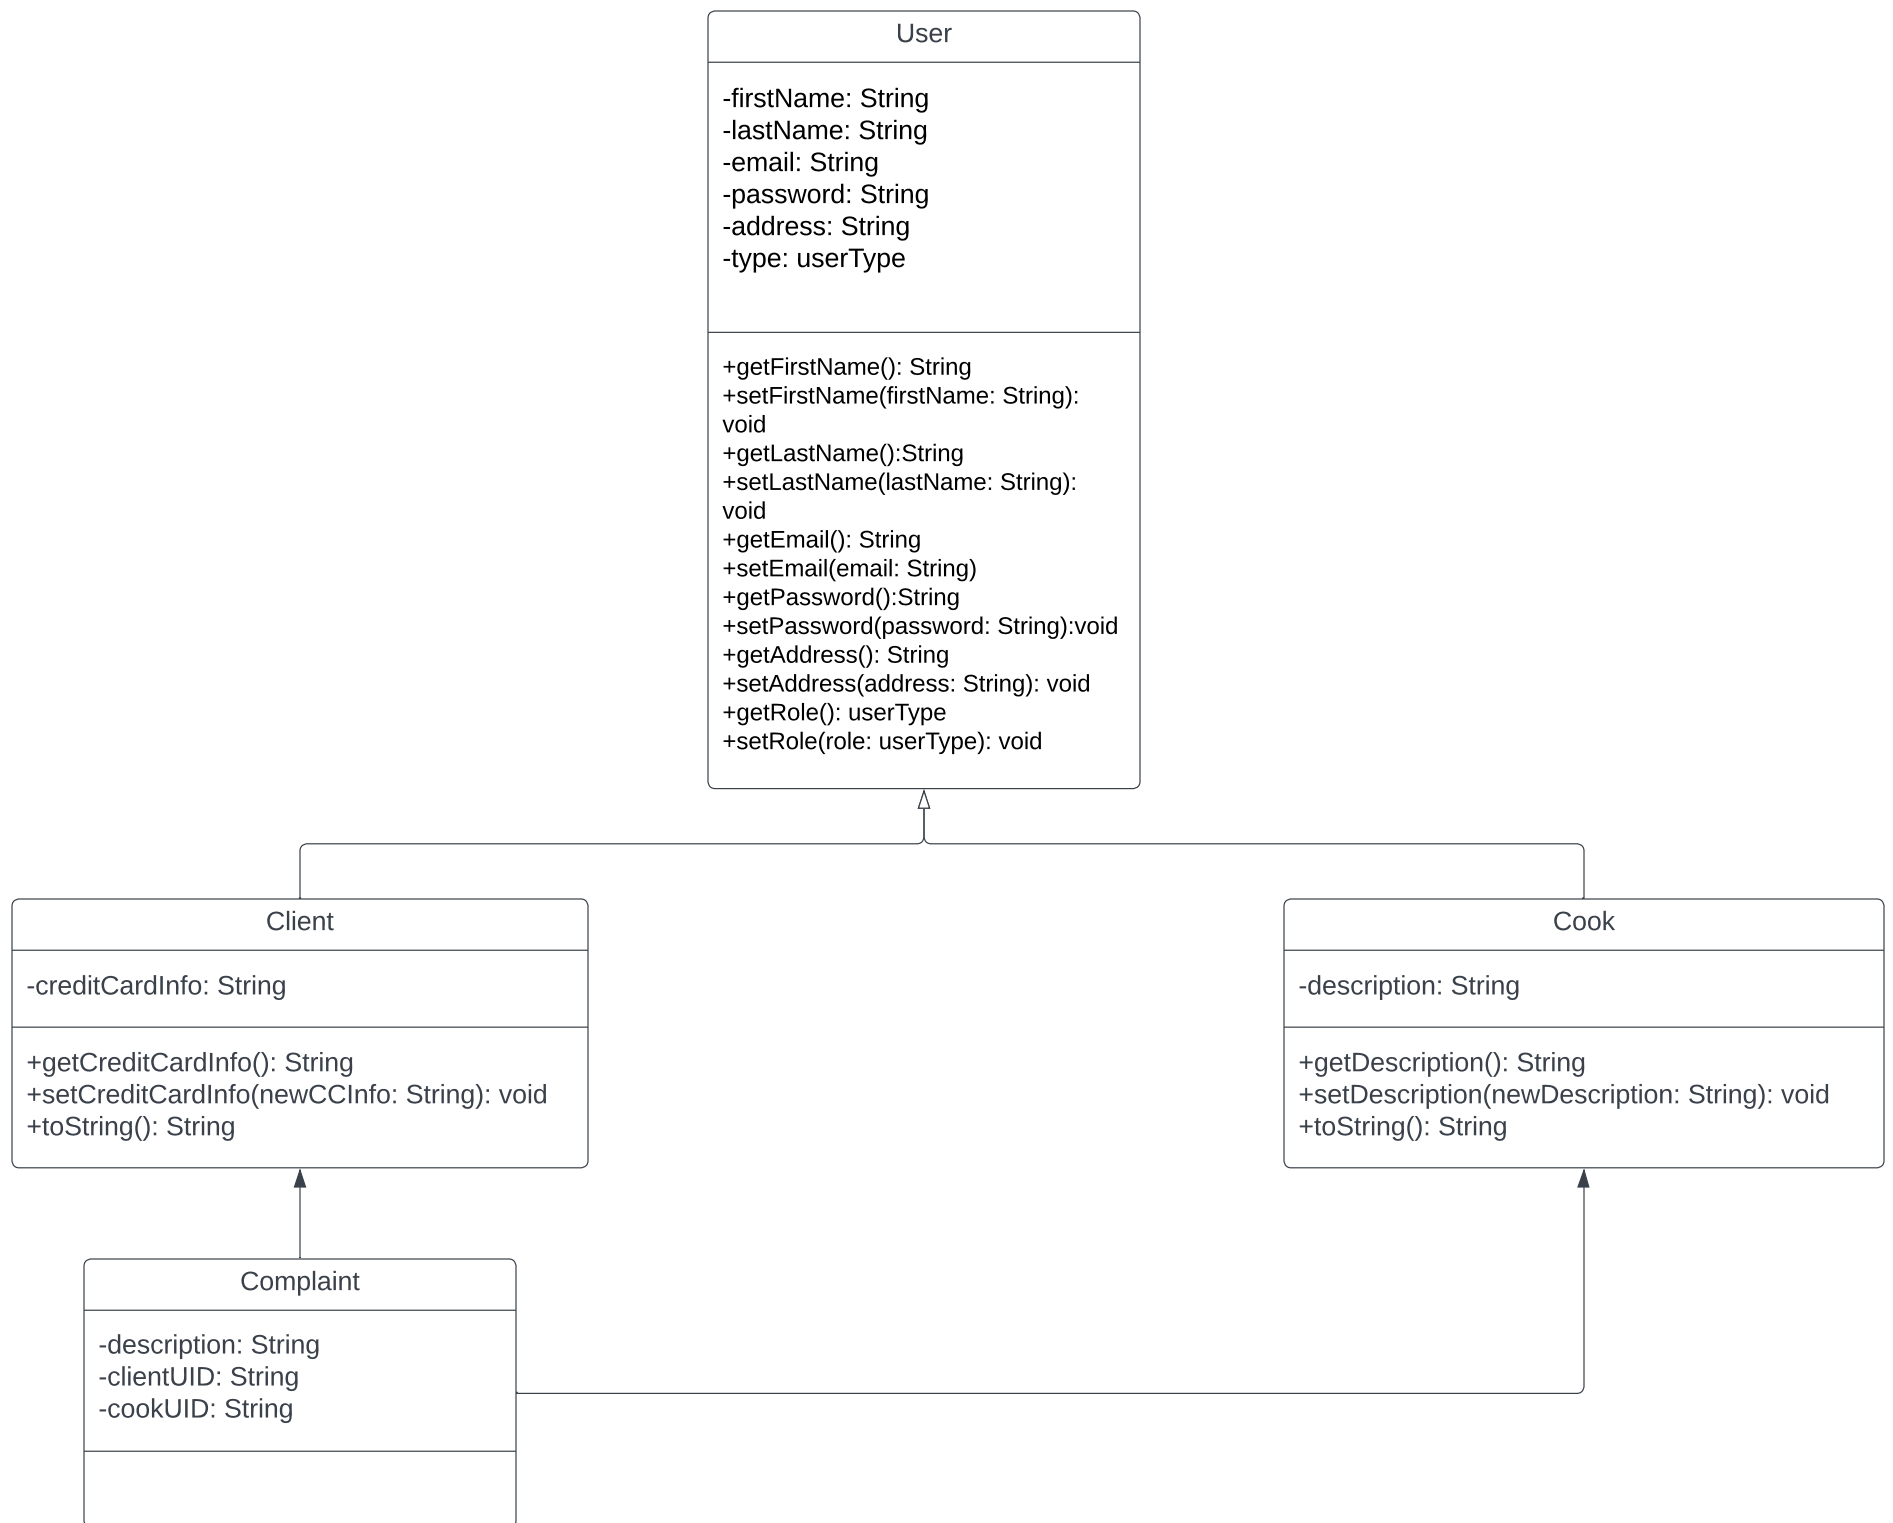 User
-firstName: String
-lastName: String
-email: String
-password: String
-address: String
-type: userType
+getFirstName(): String
+setFirstName(firstName: String):
void
+getLastName():String
+setLastName(lastName: String):
void
+getEmail(): String
+setEmail(email: String)
+getPassword():String
+setPassword(password: String):void
+getAddress(): String
+setAddress(address: String): void
+getRole(): userType
+setRole(role: userType): void
Client
-creditCardInfo: String
+getCreditCardInfo(): String
+setCreditCardInfo(newCCInfo: String): void
+toString(): String
Cook
-description: String
+getDescription(): String
+setDescription(newDescription: String): void
+toString(): String
Complaint
-description: String
-clientUID: String
-cookUID: String